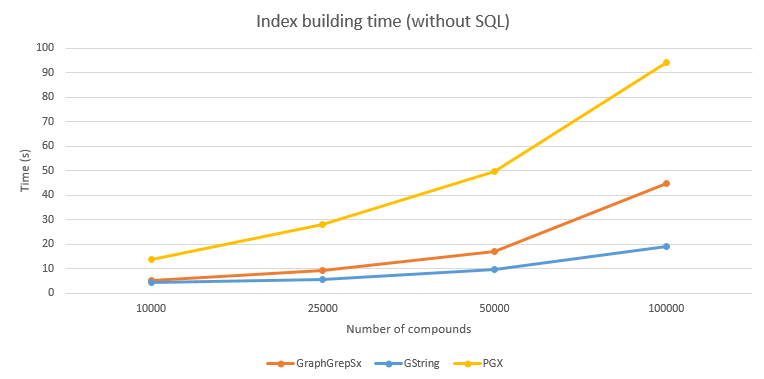 Index building time (without SQL)
100
90
80
70
60
50
40
30
20
10
0
Time (s)
10000 25000 50000 100000
Number of compounds
GraphGrepSx GString PGX